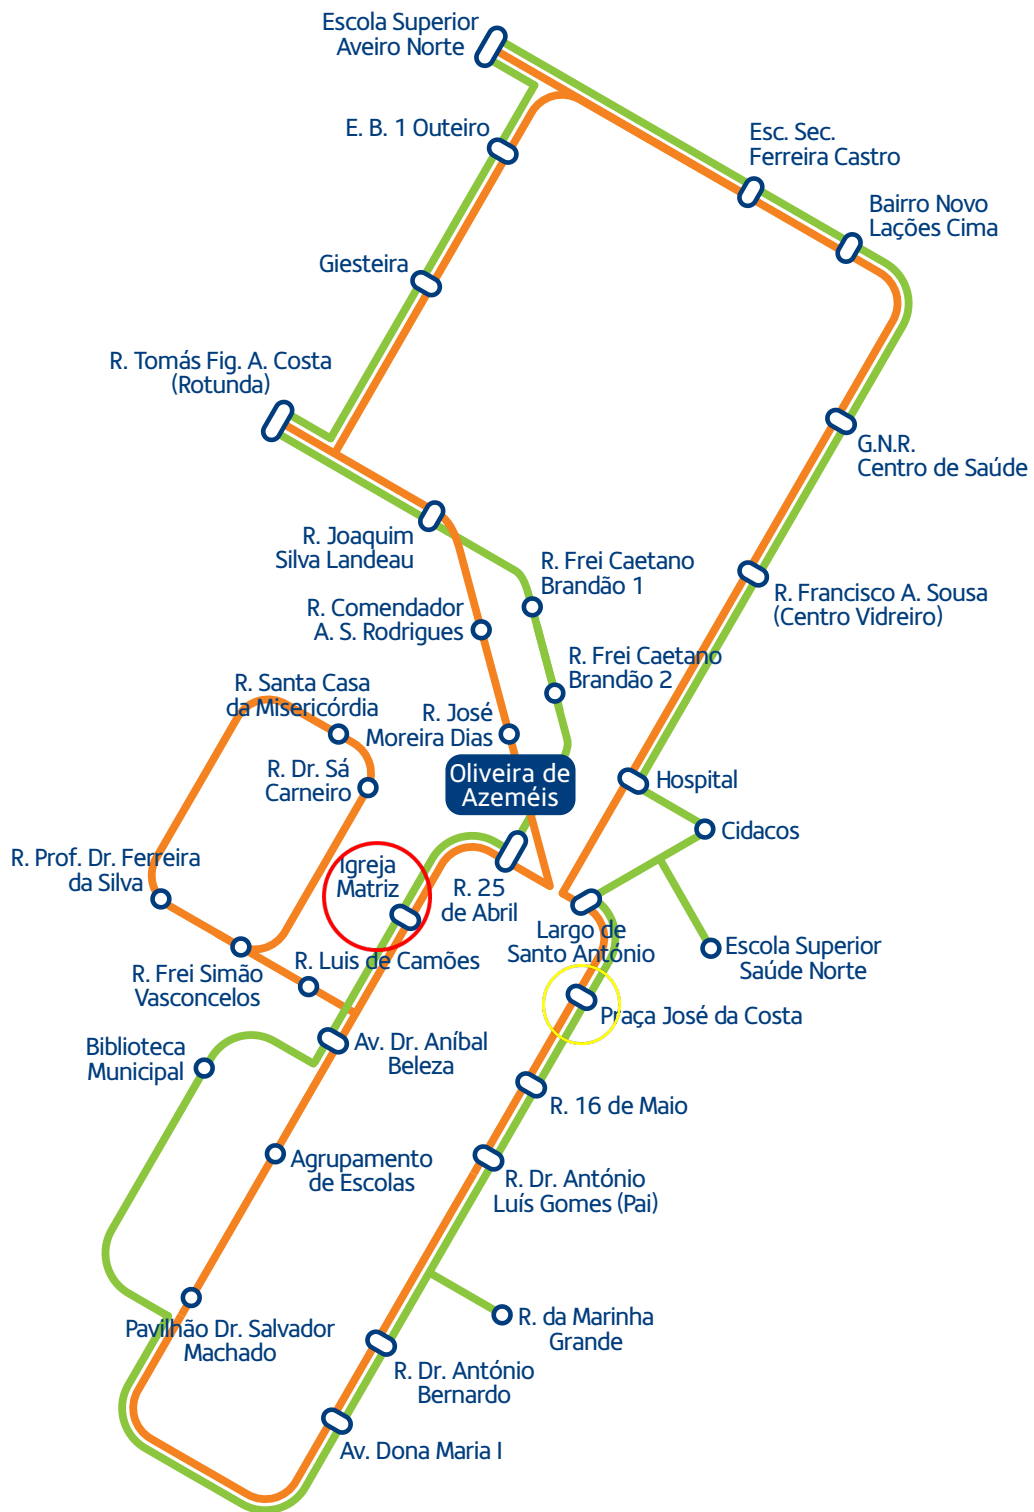 Escola Superior
Aveiro Norte
E. B. 1 Outeiro
Esc. Sec.
Ferreira Castro
Bairro Novo
Lações Cima
Giesteira
R. Tomás Fig. A. Costa
(Rotunda)
G.N.R.
Centro de Saúde
R. Joaquim
Silva Landeau
R. Frei Caetano
Brandão 1
R. Francisco A. Sousa
(Centro Vidreiro)
R. Comendador
A. S. Rodrigues
R. Frei Caetano
Brandão 2
R. Santa Casa
da Misericórdia
R. José
Moreira Dias
R. Dr. Sá
Carneiro
Oliveira de
Azeméis
Hospital
Cidacos
R. Prof. Dr. Ferreira
da Silva
Igreja
Matriz
R. 25
de Abril
Largo de
Santo António
Escola Superior
Saúde Norte
R. Luis de Camões
R. Frei Simão
Vasconcelos
Praça José da Costa
Biblioteca
Municipal
Av. Dr. Aníbal
Beleza
R. 16 de Maio
Agrupamento
de Escolas
R. Dr. António
Luís Gomes (Pai)
R. da Marinha
Grande
Pavilhão Dr. Salvador
Machado
R. Dr. António
Bernardo
Av. Dona Maria I